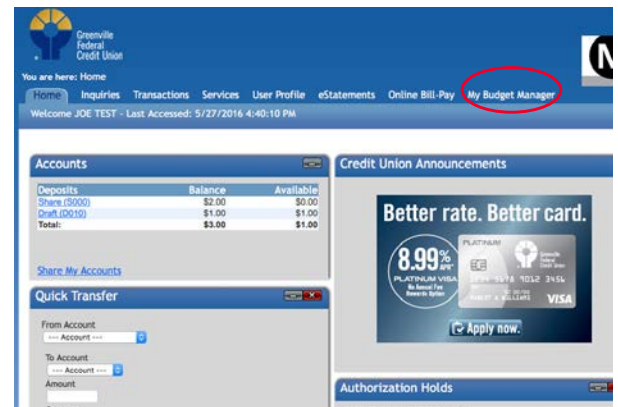 Greenville
Federal
Credit Union
You are here: Home
Home Inquiries Transactions Services User Profile eStatements Online Bill-Pay My Budget Manager
Welcome JOE TEST - Last Accessed: 5/27/2016 4:40:10 PM
Accounts
Deposits Balance Available
Share (S000) $2.00 $0.00
Draft (D010) $1.00 $1.00
Total: $3.00 $1.00
Share My Accounts
Quick Transfer
From Account
--- Account ---
To Account
--- Account ---
Amount
Credit Union Announcements
Better rate. Better card.
8.99% APR*
PLATINUM VISA
No Annual Fee
Rewards Option
PLATINUM
5678 9012 3456
VISA
Apply now.
Authorization Holds